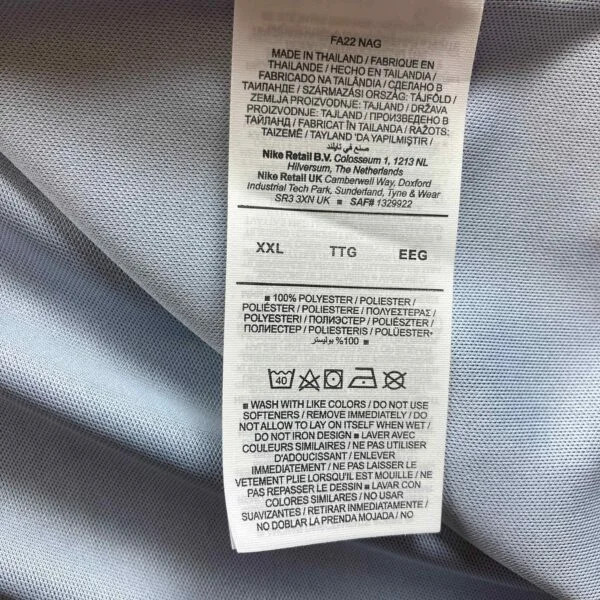 FA22 NAG
MADE IN THAILAND / FABRIQUE EN
THAILANDE / HECHO EN TAILANDIA /
FABRICADO NA TAILÂNDIA / СДЕЛАНО В
ТАИЛАНДЕ / SZÁRMAZÁSI ORSZÁG: TÁJFÖLD /
ZEMLJA PROIZVODNJE: TAJLAND / DRŽAVA
PROIZVODNJE: TAJLAND / ПРОИЗВЕДЕНО В
ТАЙЛАНД / FABRICAT ÎN TAILANDA / RAŽOTS:
TAIZEMĒ / TAYLAND 'DA YAPILMIŞTIR /
صنع في تايلند
Nike Retail B.V. Colosseum 1, 1213 NL
Hilversum, The Netherlands
Nike Retail UK Camberwell Way, Doxford
Industrial Tech Park, Sunderland, Tyne & Wear
SR3 3XN UK ■ SAF# 1329922
XXL TTG EEG
■ 100% POLYESTER / POLIESTER /
POLIÉSTER / POLIESTERE / ΠΟΛΥΕΣΤΕΡΑΣ /
POLYESTERI / ПОЛИЭСТЕР / POLIÉSZTER /
ПОЛИЕСТЕР / POLIESTERIS / POLÜESTER
■ 100% بوليستر
40
■ WASH WITH LIKE COLORS / DO NOT USE
SOFTENERS / REMOVE IMMEDIATELY / DO
NOT ALLOW TO LAY ON ITSELF WHEN WET /
DO NOT IRON DESIGN ■ LAVER AVEC
COULEURS SIMILAIRES / NE PAS UTILISER
D'ADOUCISSANT / ENLEVER
IMMEDIATEMENT / NE PAS LAISSER LE
VETEMENT PLIE LORSQU'IL EST MOUILLE / NE
PAS REPASSER LE DESSIN ■ LAVAR CON
COLORES SIMILARES / NO USAR
SUAVIZANTES / RETIRAR INMEDIATAMENTE /
NO DOBLAR LA PRENDA MOJADA / NO